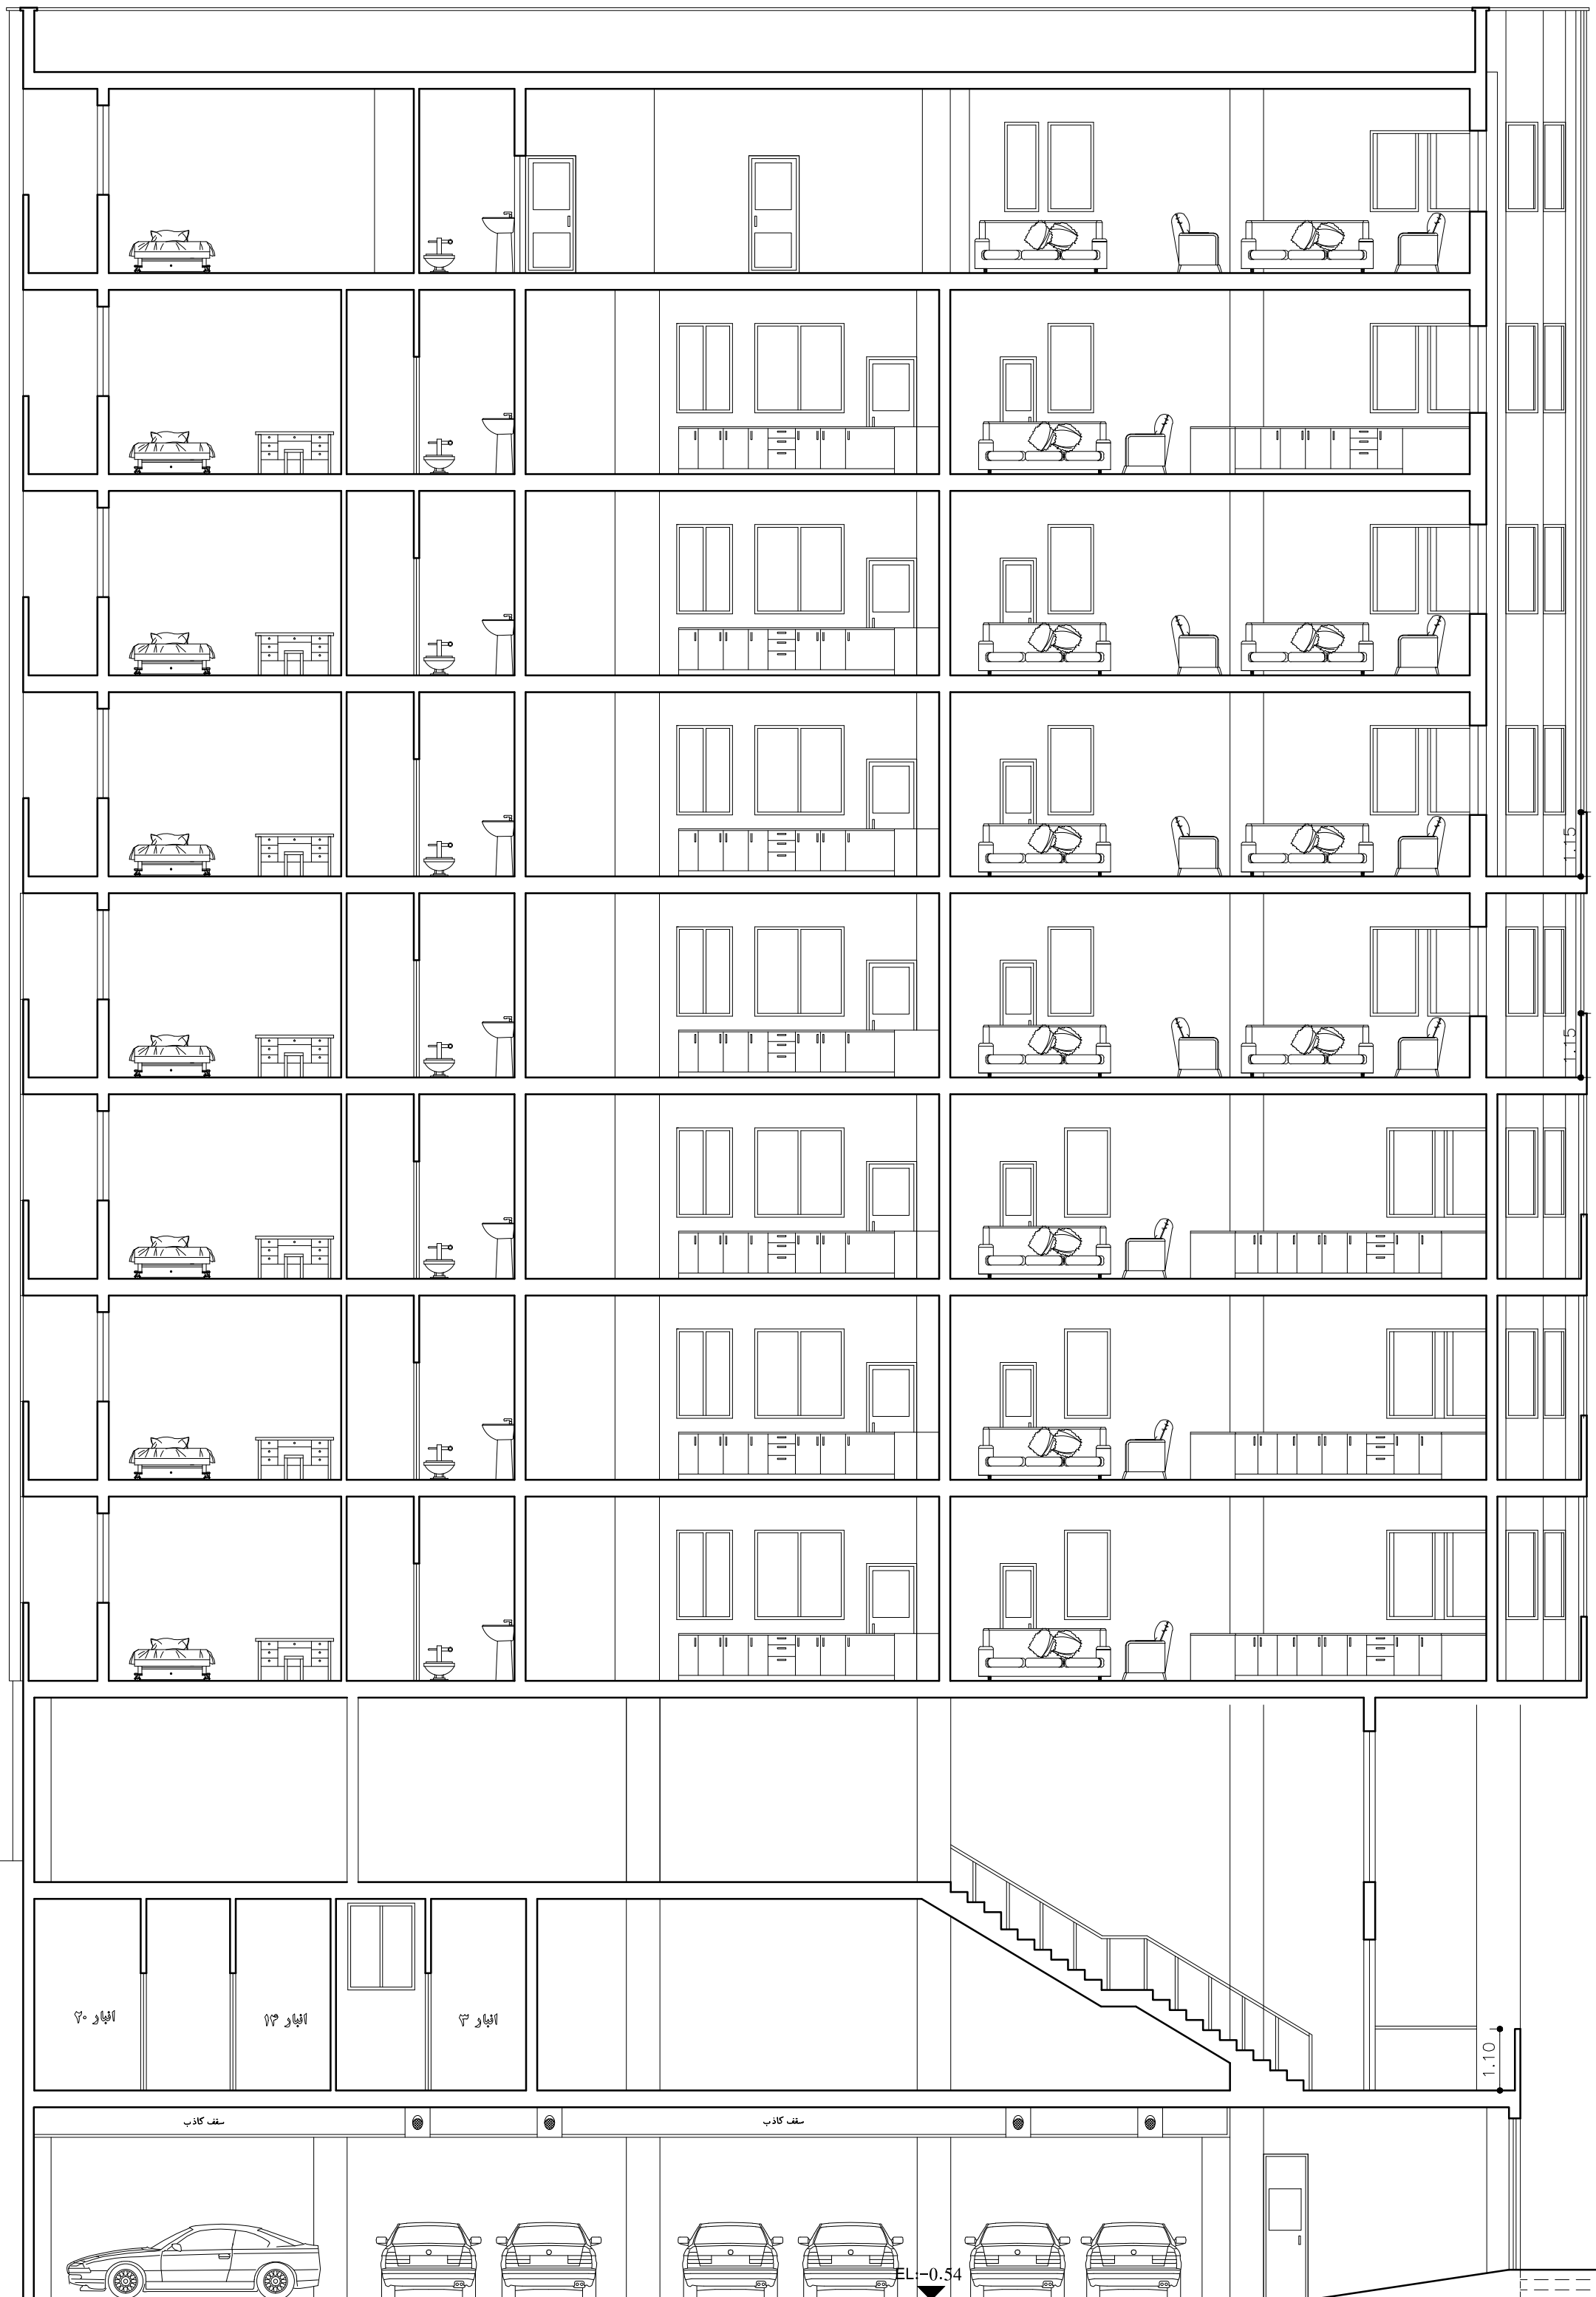 1.15
1.15
انبار ۲۰
انبار ۱۴
انبار ۳
1.10
سقف کاذب
سقف کاذب
EL:-0.54